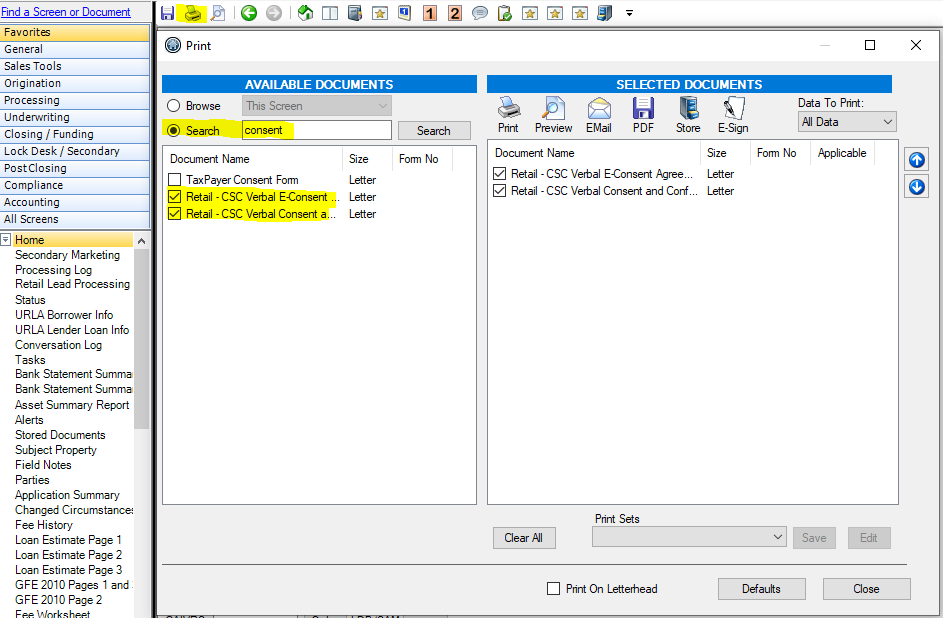 Find a Screen or Document
Favorites
General
Sales Tools
Origination
Processing
Underwriting
Closing / Funding
Lock Desk / Secondary
PostClosing
Compliance
Accounting
All Screens
Home
Secondary Marketing
Processing Log
Retail Lead Processing
Status
URLA Borrower Info
URLA Lender Loan Info
Conversation Log
Tasks
Bank Statement Summa
Bank Statement Summa
Asset Summary Report
Alerts
Stored Documents
Subject Property
Field Notes
Parties
Application Summary
Changed Circumstances
Fee History
Loan Estimate Page 1
Loan Estimate Page 2
Loan Estimate Page 3
GFE 2010 Pages 1 and
GFE 2010 Page 2
Fee Worksheet
1 1 2
Print
AVAILABLE DOCUMENTS
Browse This Screen
Search consent Search
Document Name Size Form No
TaxPayer Consent Form Letter
Retail - CSC Verbal E-Consent ... Letter
Retail - CSC Verbal Consent a... Letter
SELECTED DOCUMENTS
Print Preview EMail PDF Store E-Sign
Data To Print:
All Data
Document Name Size Form No Applicable
Retail - CSC Verbal E-Consent Agree... Letter
Retail - CSC Verbal Consent and Conf... Letter
Print Sets
Clear All Save Edit
Print On Letterhead Defaults Close